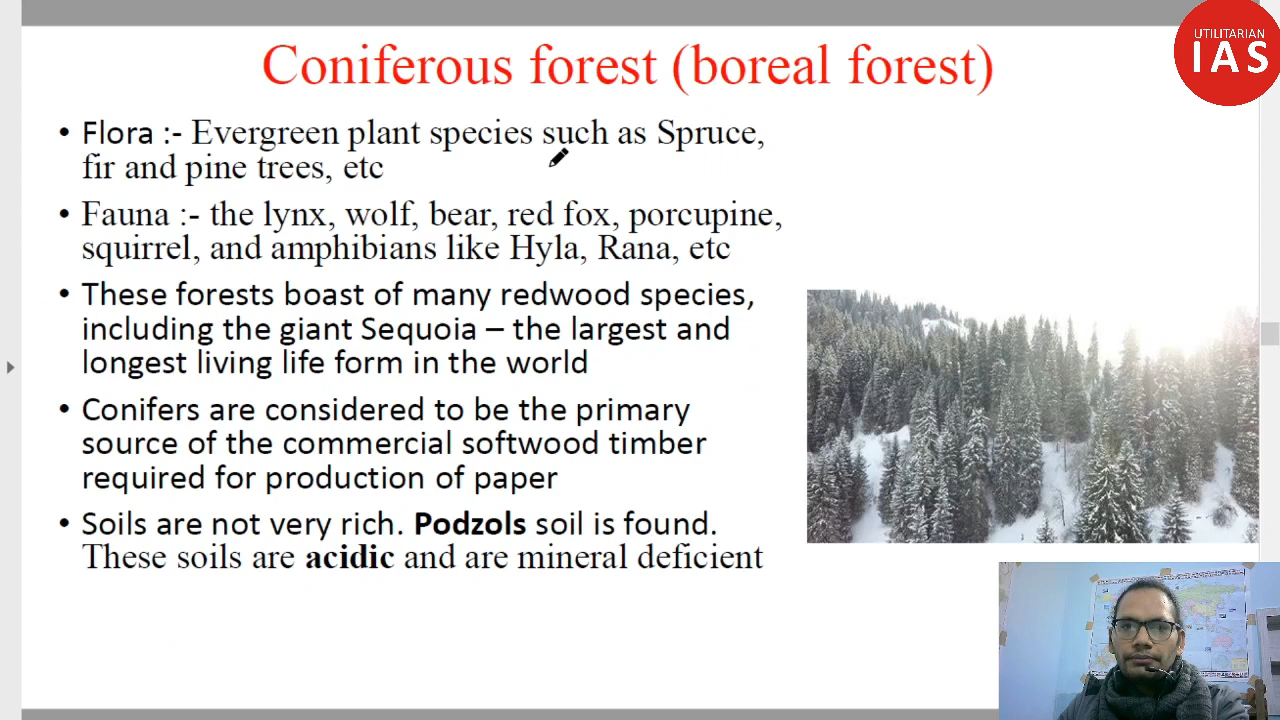 UTILITARIAN
IAS
Coniferous forest (boreal forest)
• Flora :- Evergreen plant species such as Spruce,
fir and pine trees, etc
• Fauna :- the lynx, wolf, bear, red fox, porcupine,
squirrel, and amphibians like Hyla, Rana, etc
• These forests boast of many redwood species,
including the giant Sequoia – the largest and
longest living life form in the world
• Conifers are considered to be the primary
source of the commercial softwood timber
required for production of paper
• Soils are not very rich. Podzols soil is found.
These soils are acidic and are mineral deficient